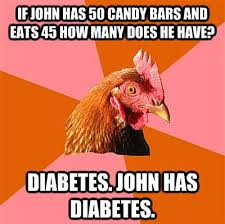 IF JOHN HAS 50 CANDY BARS AND
EATS 45 HOW MANY DOES HE HAVE?
DIABETES. JOHN HAS
DIABETES.